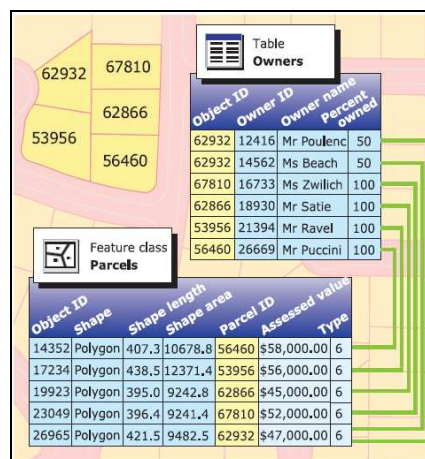 62932
67810
62866
53956
56460
Table
Owners
Object ID Owner ID Owner name Percent owned
62932 12416 Mr Poulenc 50
62932 14562 Ms Beach 50
67810 16733 Ms Zwilich 100
62866 18930 Mr Satie 100
53956 21394 Mr Ravel 100
56460 26669 Mr Puccini 100
Feature class
Parcels
Object ID Shape Shape length Shape area Parcel ID Assessed value Type
14352 Polygon 407.3 10678.8 56460 $58,000.00 6
17234 Polygon 438.5 12371.4 53956 $56,000.00 6
19923 Polygon 395.0 9242.8 62866 $45,000.00 6
23049 Polygon 396.4 9241.4 67810 $52,000.00 6
26965 Polygon 421.5 9482.5 62932 $47,000.00 6